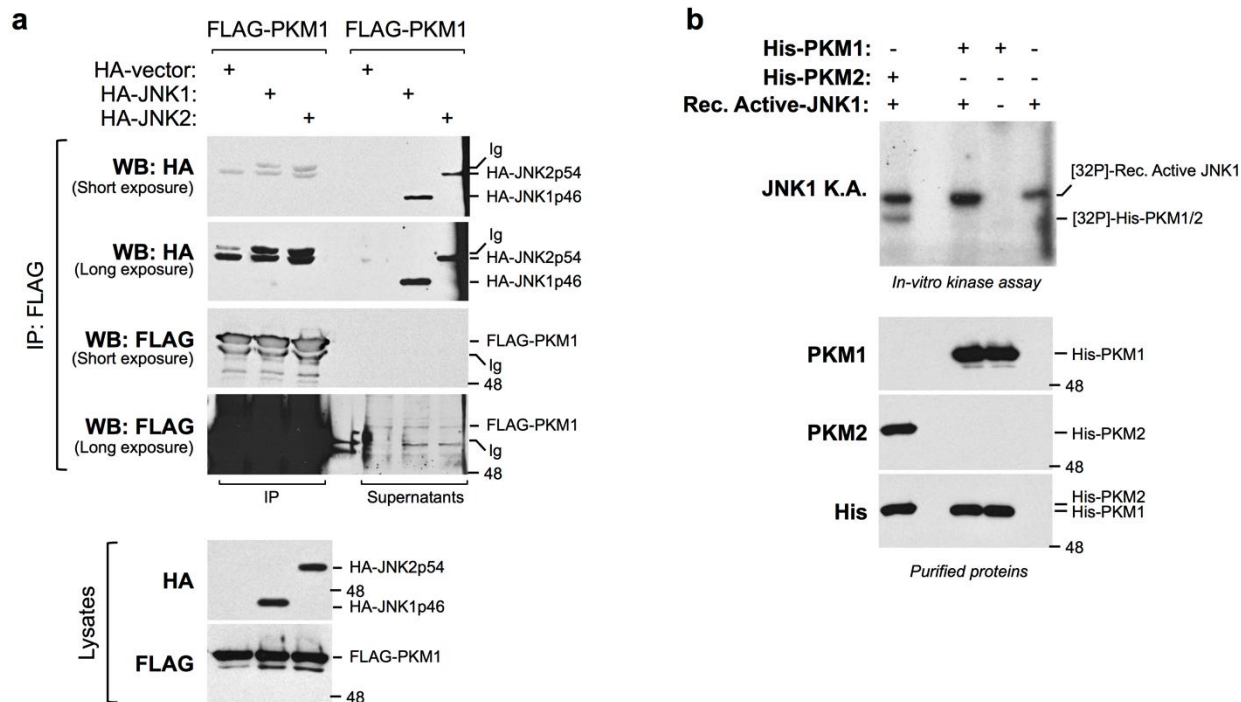 a
FLAG-PKM1 FLAG-PKM1
HA-vector: + +
HA-JNK1: + +
HA-JNK2: + +
IP: FLAG
WB: HA
(Short exposure)
Ig
HA-JNK2p54
HA-JNK1p46
WB: HA
(Long exposure)
Ig
HA-JNK2p54
HA-JNK1p46
WB: FLAG
(Short exposure)
FLAG-PKM1
Ig
48
WB: FLAG
(Long exposure)
FLAG-PKM1
Ig
48
IP Supernatants
Lysates
HA
HA-JNK2p54
48
HA-JNK1p46
FLAG
FLAG-PKM1
48
b
His-PKM1: - + + -
His-PKM2: + - - -
Rec. Active-JNK1: + + - +
JNK1 K.A.
[32P]-Rec. Active JNK1
[32P]-His-PKM1/2
In-vitro kinase assay
PKM1
His-PKM1
48
PKM2
His-PKM2
48
His
His-PKM2
His-PKM1
48
Purified proteins